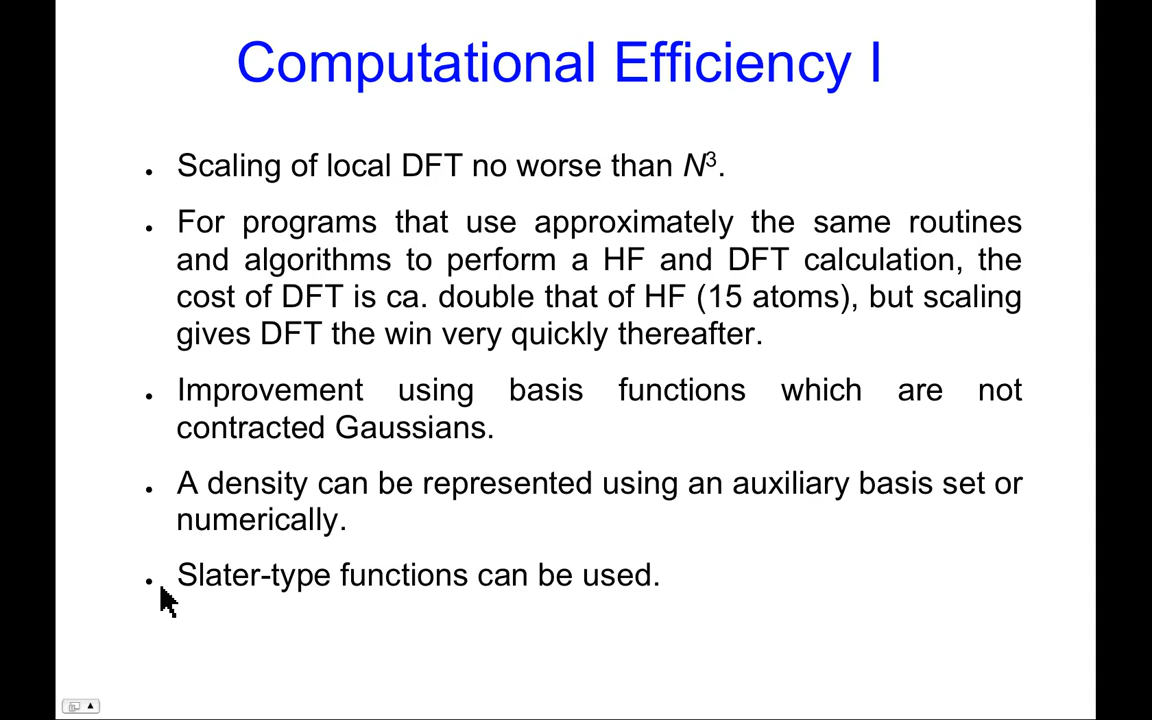 Computational Efficiency I
• Scaling of local DFT no worse than N³.
• For programs that use approximately the same routines
and algorithms to perform a HF and DFT calculation, the
cost of DFT is ca. double that of HF (15 atoms), but scaling
gives DFT the win very quickly thereafter.
• Improvement using basis functions which are not
contracted Gaussians.
• A density can be represented using an auxiliary basis set or
numerically.
• Slater-type functions can be used.